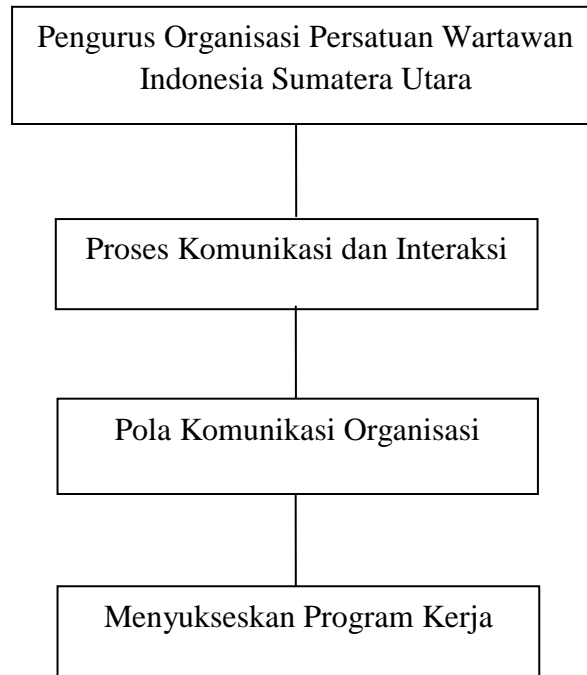 Pengurus Organisasi Persatuan Wartawan
Indonesia Sumatera Utara
Proses Komunikasi dan Interaksi
Pola Komunikasi Organisasi
Menyukseskan Program Kerja